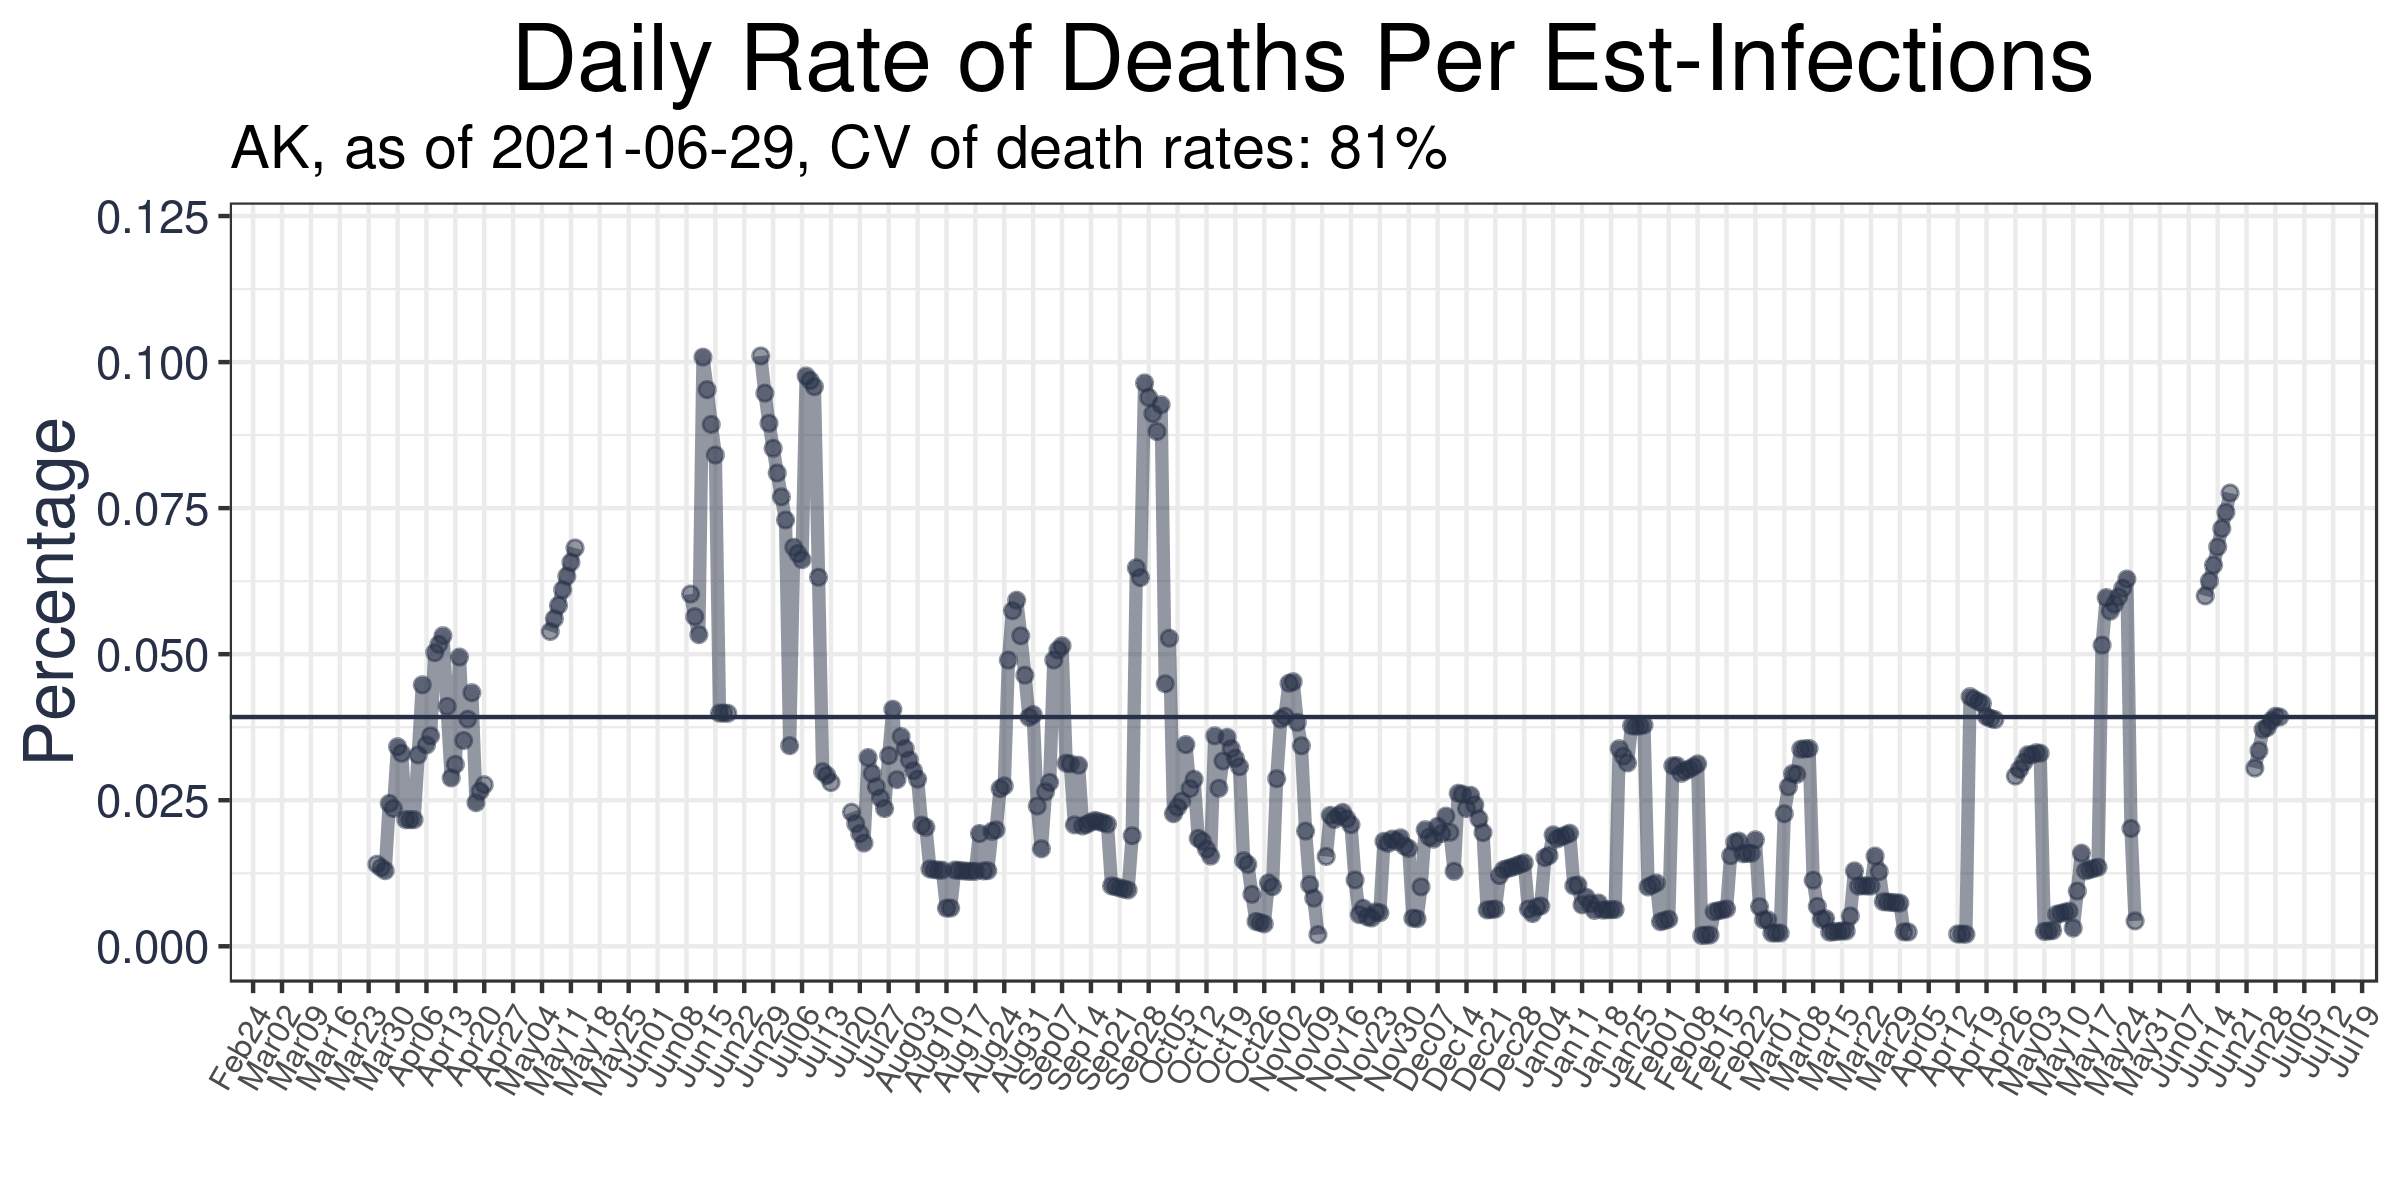 Daily Rate of Deaths Per Est-Infections
AK, as of 2021-06-29, CV of death rates: 81%
Percentage
0.125
0.100
0.075
0.050
0.025
0.000
Feb24
Mar02
Mar09
Mar16
Mar23
Mar30
Apr06
Apr13
Apr20
Apr27
May04
May11
May18
May25
Jun01
Jun08
Jun15
Jun22
Jun29
Jul06
Jul13
Jul20
Jul27
Aug03
Aug10
Aug17
Aug24
Aug31
Sep07
Sep14
Sep21
Sep28
Oct05
Oct12
Oct19
Oct26
Nov02
Nov09
Nov16
Nov23
Nov30
Dec07
Dec14
Dec21
Dec28
Jan04
Jan11
Jan18
Jan25
Feb01
Feb08
Feb15
Feb22
Mar01
Mar08
Mar15
Mar22
Mar29
Apr05
Apr12
Apr19
Apr26
May03
May10
May17
May24
May31
Jun07
Jun14
Jun21
Jun28
Jul05
Jul12
Jul19